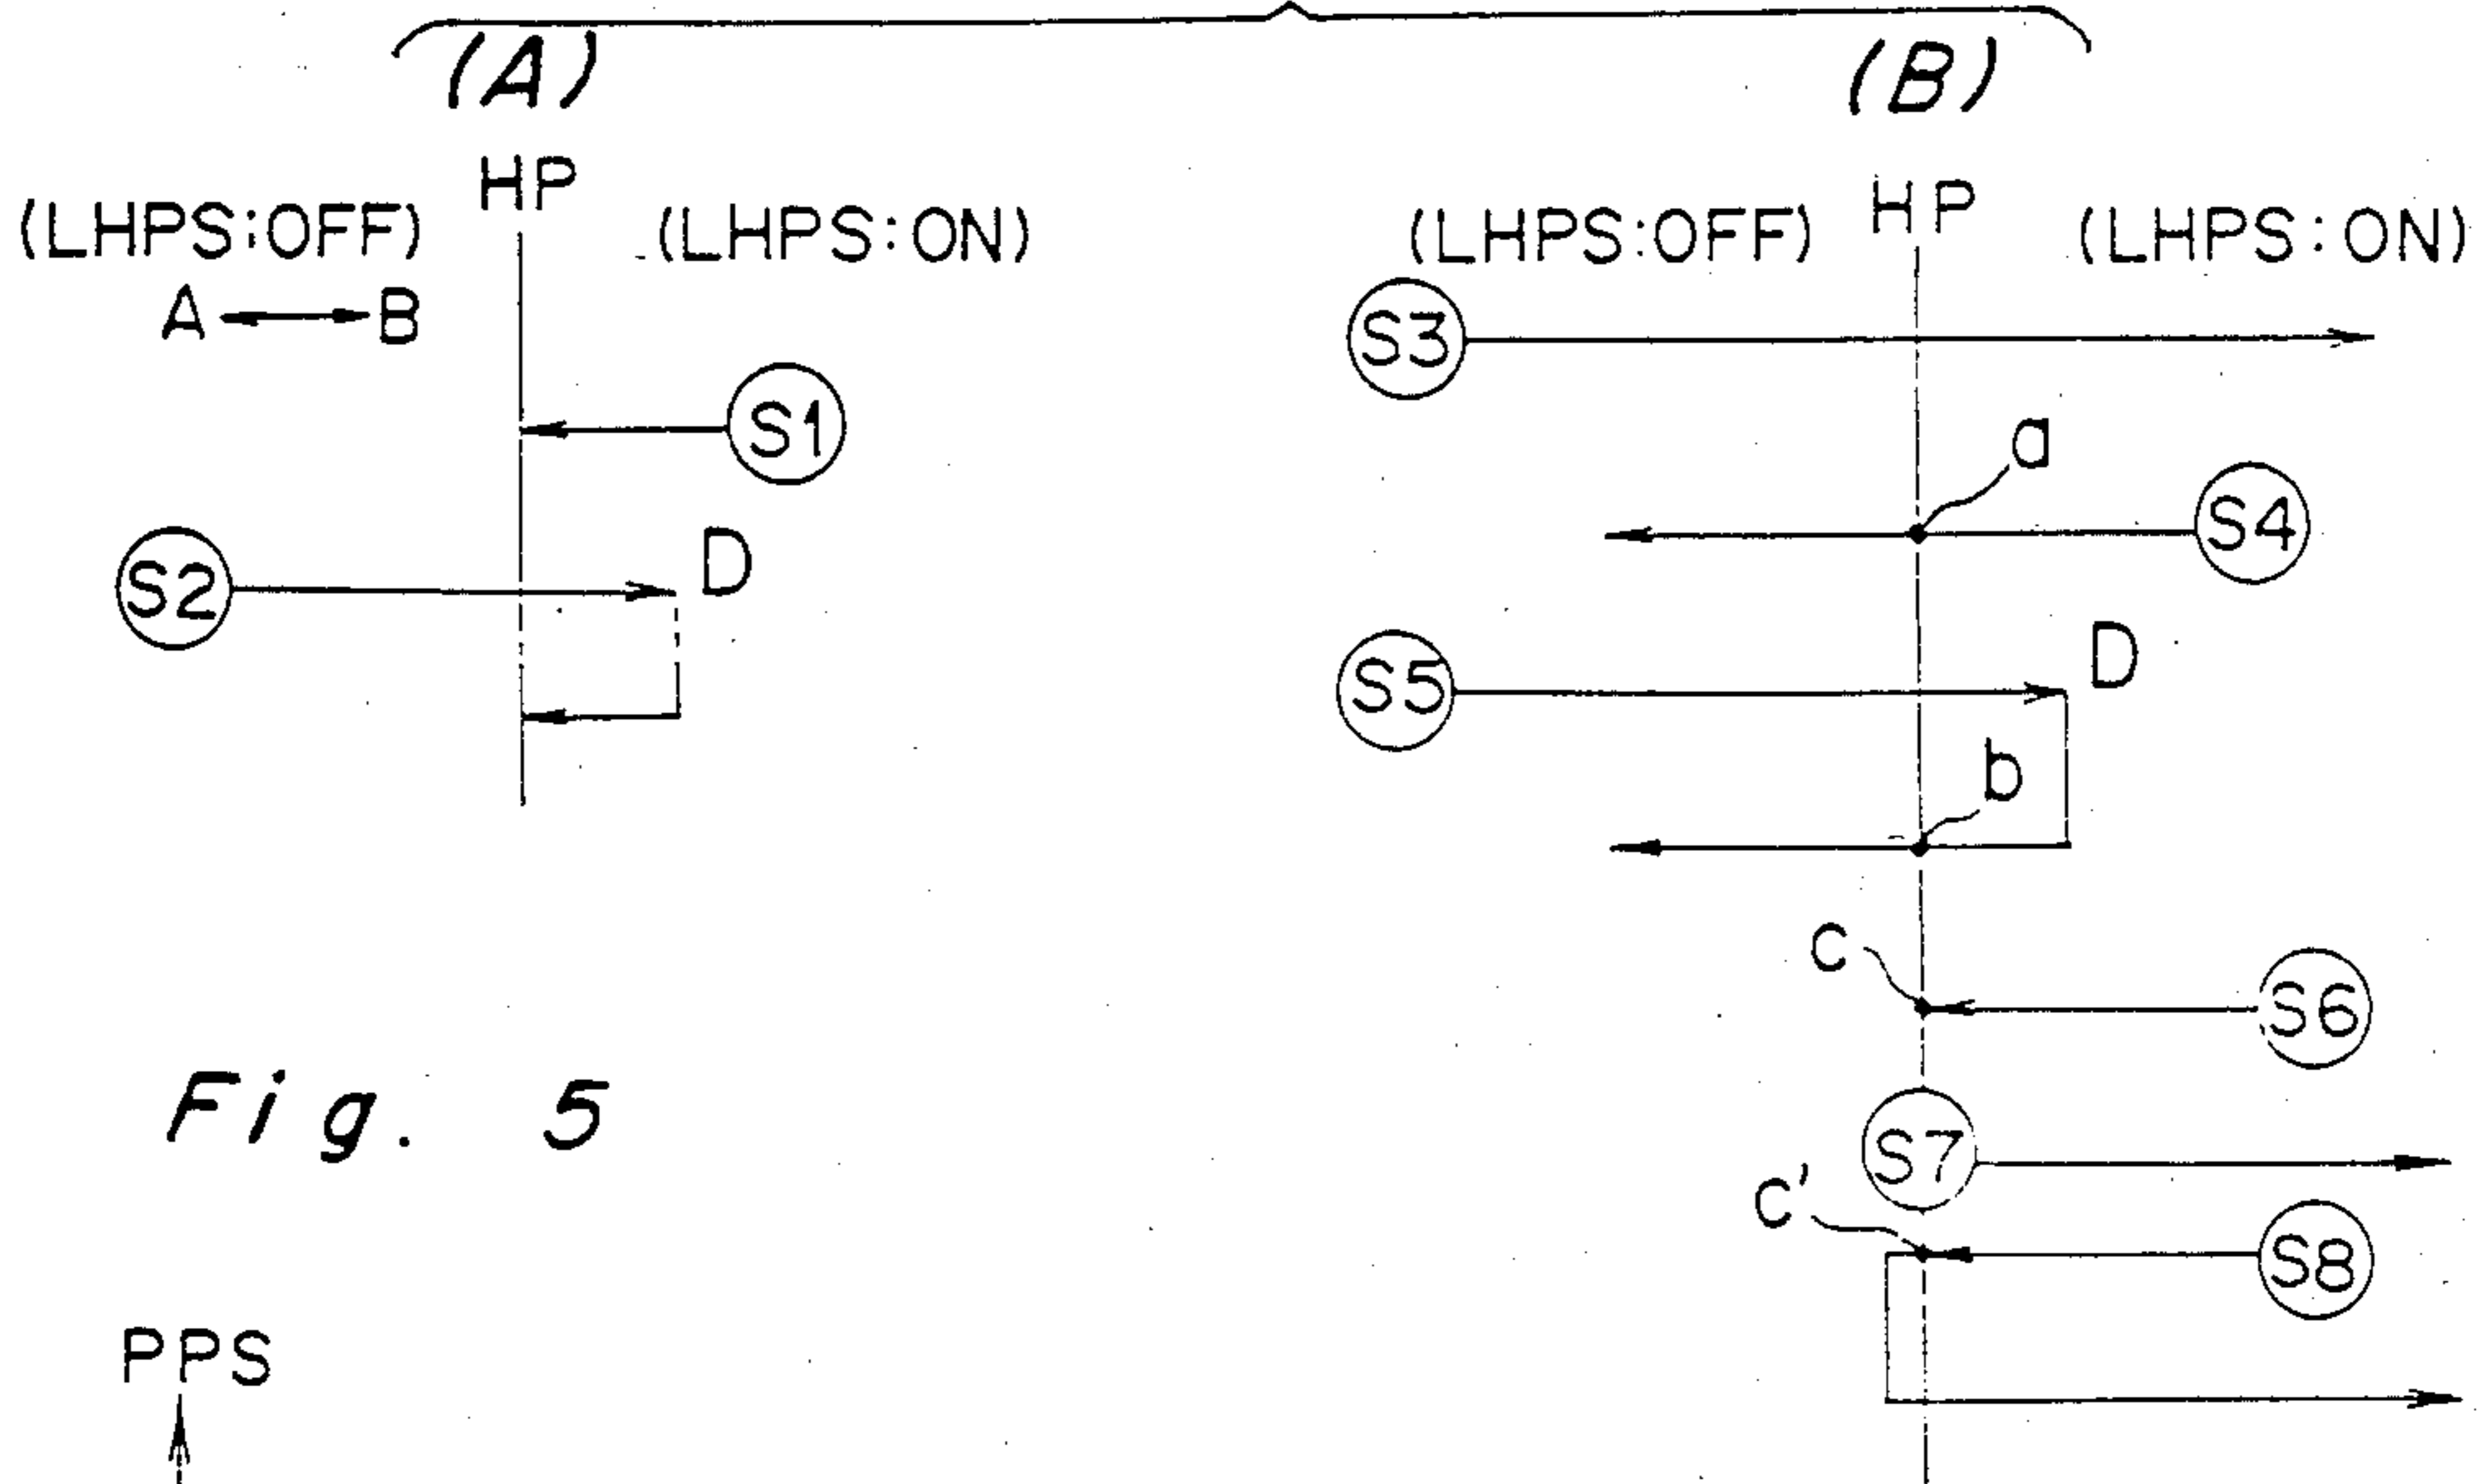 (A)
HP
(LHPS:OFF)
(LHPS:ON)
A B
S1
S2
D
(B)
HP
(LHPS:OFF)
(LHPS:ON)
S3
a
S4
S5
D
b
c
S6
S7
c'
S8
Fig. 5
PPS